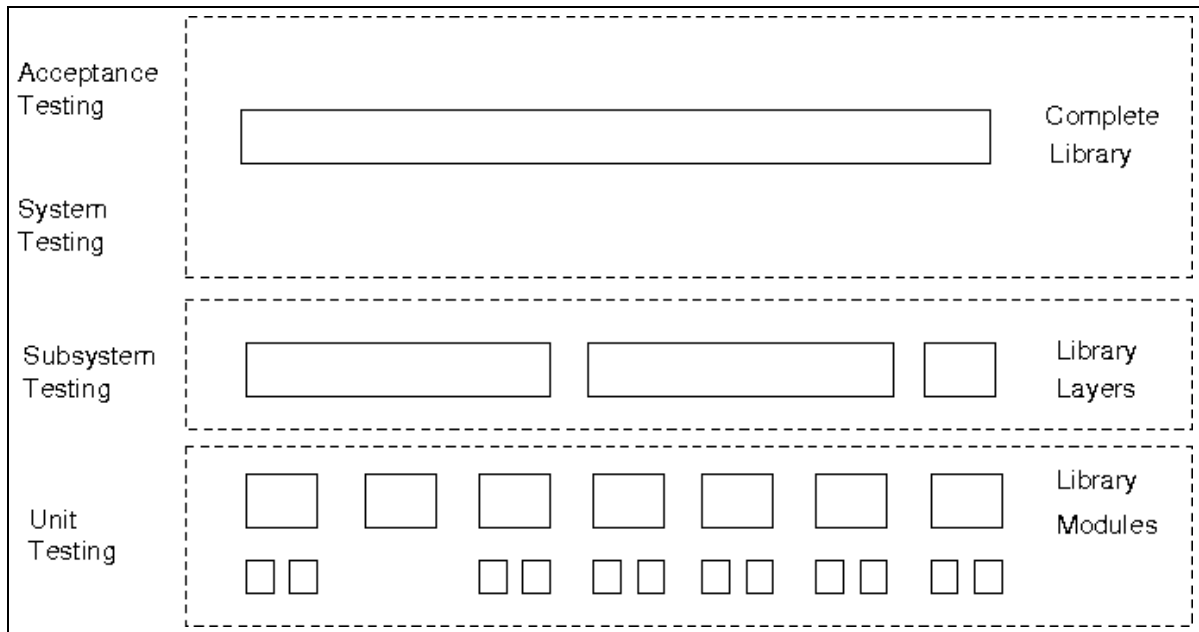 Acceptance
Testing
Complete
Library
System
Testing
Subsystem
Testing
Library
Layers
Unit
Testing
Library
Modules